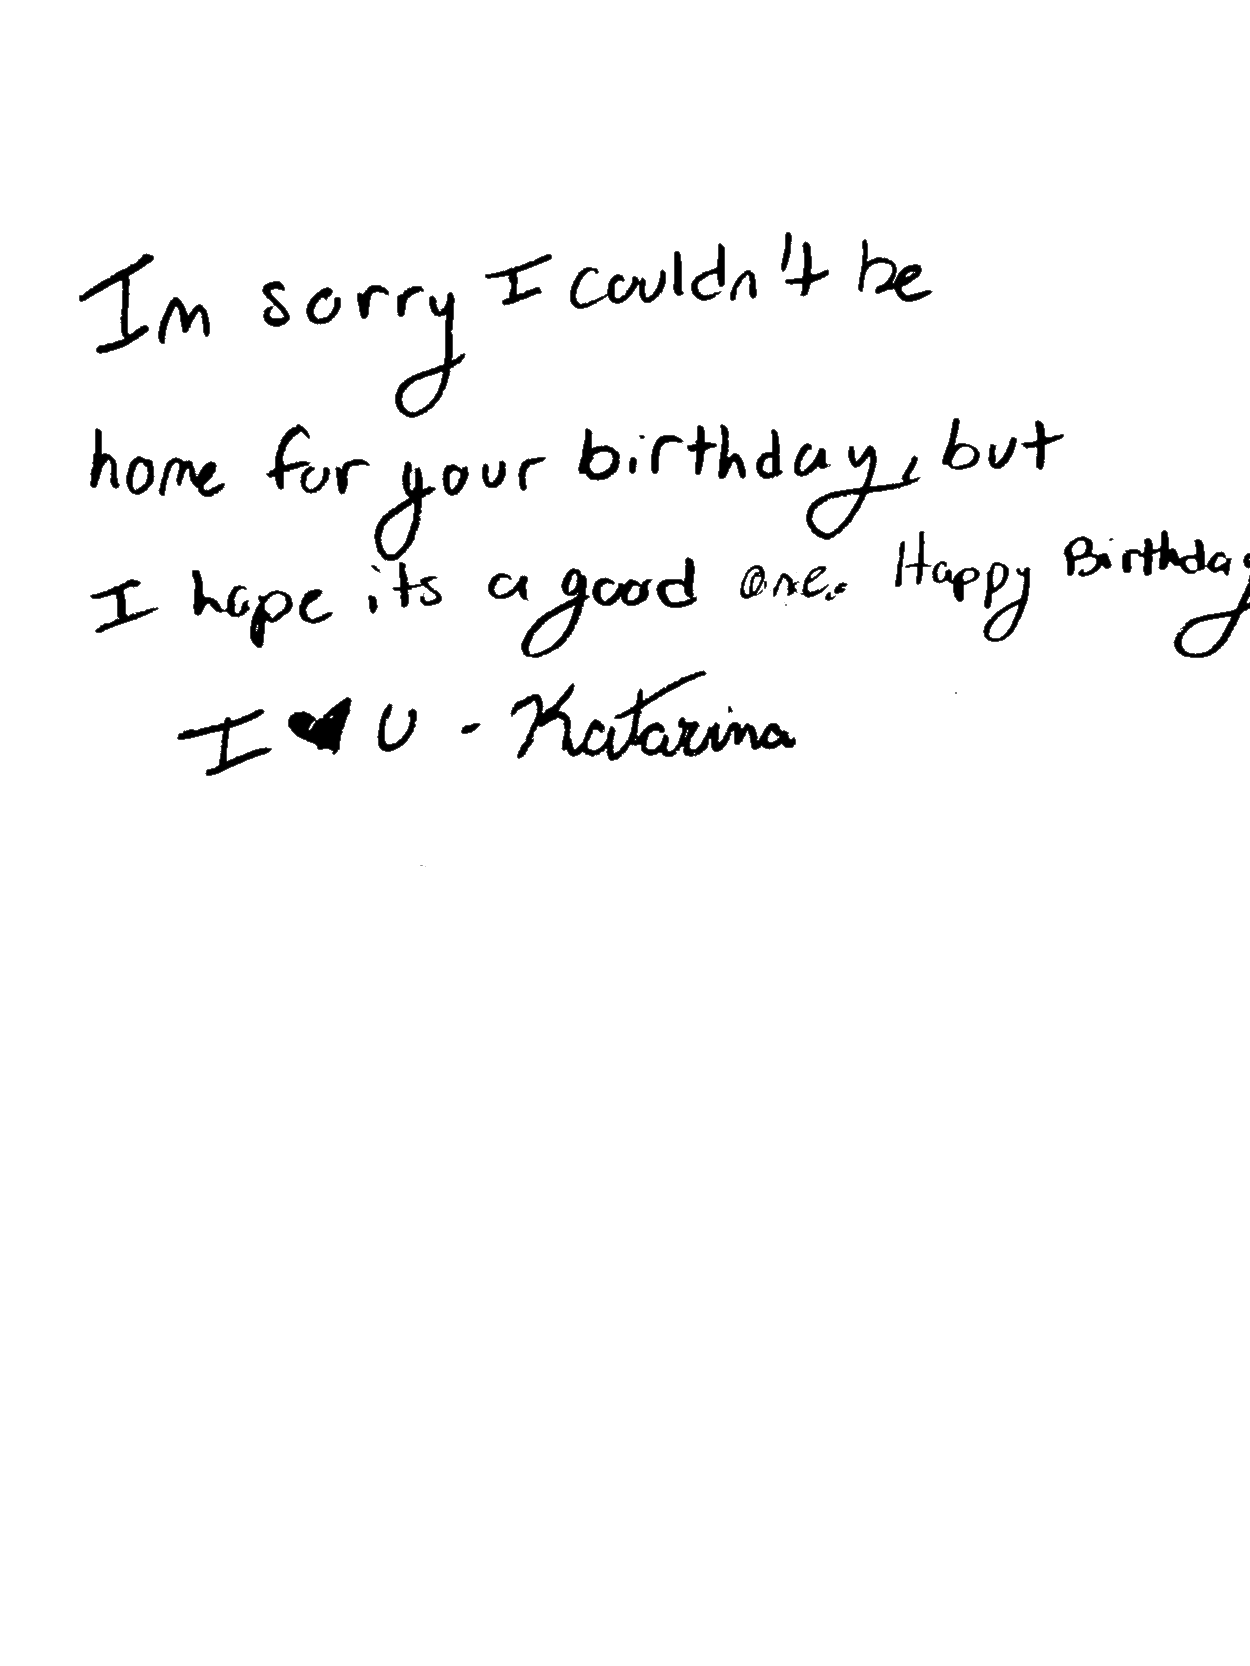 Im sorry I couldn't be
home for your birthday, but
I hope its a good one. Happy Birthday
I ♥ U - Katarina